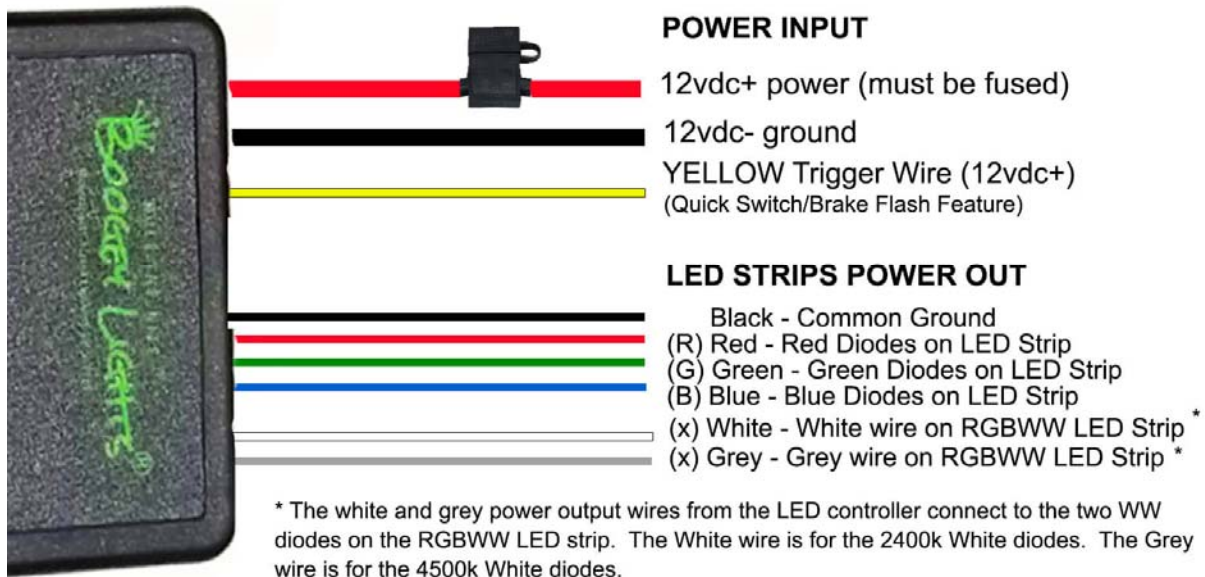 POWER INPUT
12vdc+ power (must be fused)
12vdc- ground
YELLOW Trigger Wire (12vdc+)
(Quick Switch/Brake Flash Feature)
BOOGEY LIGHTS®
LED STRIPS POWER OUT
Black - Common Ground
(R) Red - Red Diodes on LED Strip
(G) Green - Green Diodes on LED Strip
(B) Blue - Blue Diodes on LED Strip
(x) White - White wire on RGBWW LED Strip *
(x) Grey - Grey wire on RGBWW LED Strip *
* The white and grey power output wires from the LED controller connect to the two WW
diodes on the RGBWW LED strip.  The White wire is for the 2400k White diodes.  The Grey
wire is for the 4500k White diodes.